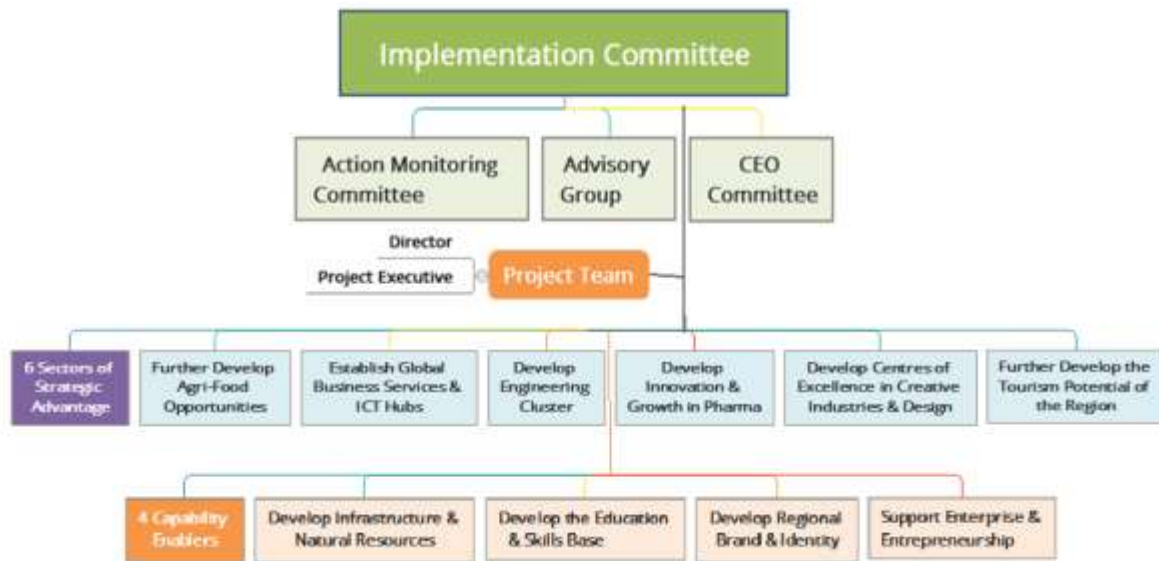 Implementation Committee
Action Monitoring
Committee
Advisory
Group
CEO
Committee
Director
Project Executive
Project Team
6 Sectors of
Strategic
Advantage
Further Develop
Agri-Food
Opportunities
Establish Global
Business Services &
ICT Hubs
Develop
Engineering
Cluster
Develop
Innovation &
Growth in Pharma
Develop Centres of
Excellence in Creative
Industries & Design
Further Develop the
Tourism Potential of
the Region
4 Capability
Enablers
Develop Infrastructure &
Natural Resources
Develop the Education
& Skills Base
Develop Regional
Brand & Identity
Support Enterprise &
Entrepreneurship